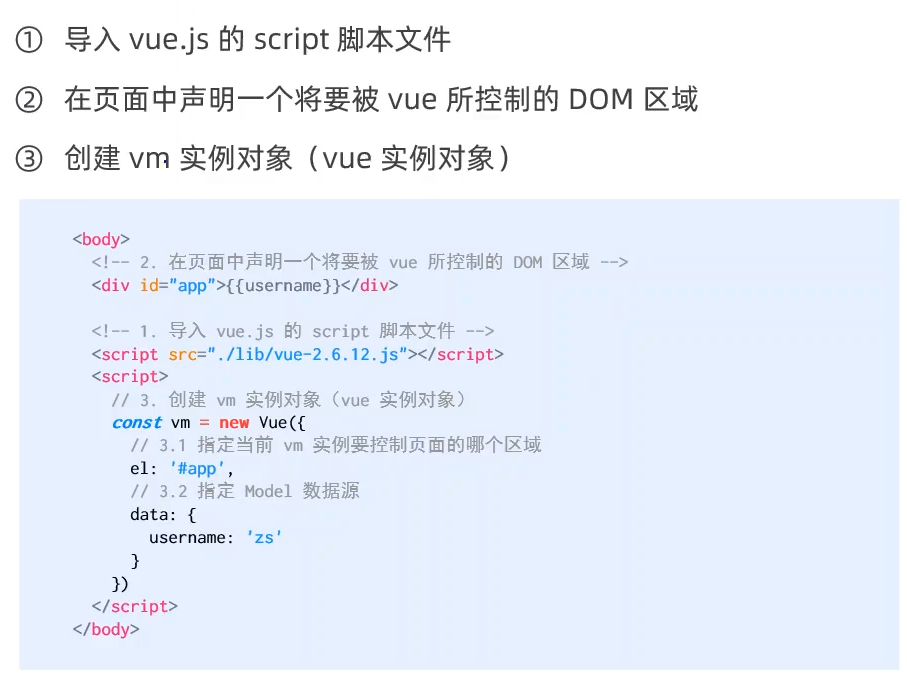 ① 导入 vue.js 的 script 脚本文件
② 在页面中声明一个将要被 vue 所控制的 DOM 区域
③ 创建 vm 实例对象（vue 实例对象）
<body>
  <!-- 2. 在页面中声明一个将要被 vue 所控制的 DOM 区域 -->
  <div id="app">{{username}}</div>

  <!-- 1. 导入 vue.js 的 script 脚本文件 -->
  <script src="./lib/vue-2.6.12.js"></script>
  <script>
    // 3. 创建 vm 实例对象（vue 实例对象）
    const vm = new Vue({
      // 3.1 指定当前 vm 实例要控制页面的哪个区域
      el: '#app',
      // 3.2 指定 Model 数据源
      data: {
        username: 'zs'
      }
    })
  </script>
</body>